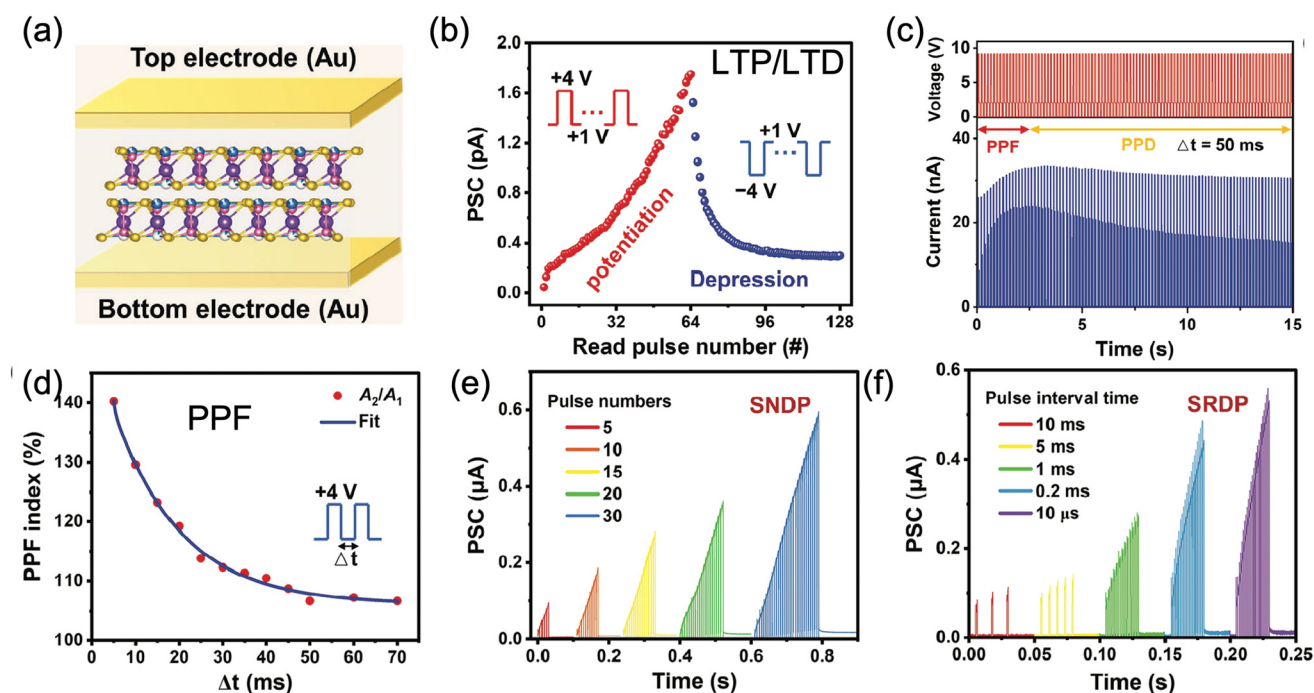 (a)
Top electrode (Au)
Bottom electrode (Au)
(b)
LTP/LTD
2.0
1.6
1.2
0.8
0.4
0.0
PSC (pA)
+4 V
+1 V
+1 V
−4 V
potentiation
Depression
0
32
64
96
128
Read pulse number (#)
(c)
10
5
0
Voltage (V)
PPF
PPD
Δt = 50 ms
40
20
0
Current (nA)
0
5
10
15
Time (s)
(d)
PPF
A2/A1
Fit
+4 V
Δt
140
130
120
110
100
PPF index (%)
0
10
20
30
40
50
60
70
Δt (ms)
(e)
SNDP
Pulse numbers
5
10
15
20
30
0.6
0.4
0.2
0.0
PSC (μA)
0.0
0.2
0.4
0.6
0.8
Time (s)
(f)
SRDP
Pulse interval time
10 ms
5 ms
1 ms
0.2 ms
10 μs
0.6
0.4
0.2
0.0
PSC (μA)
0.00
0.05
0.10
0.15
0.20
0.25
Time (s)